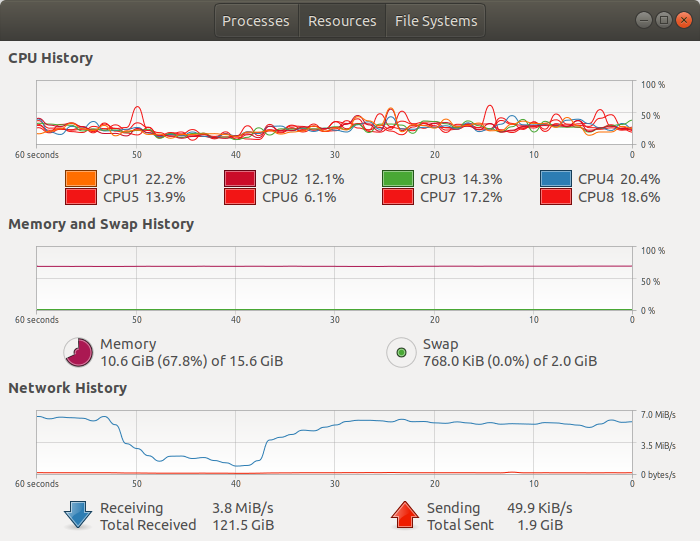 Processes Resources File Systems
CPU History
100 %
50 %
0 %
60 seconds 50 40 30 20 10 0
CPU1 22.2% CPU2 12.1% CPU3 14.3% CPU4 20.4%
CPU5 13.9% CPU6 6.1% CPU7 17.2% CPU8 18.6%
Memory and Swap History
100 %
50 %
0 %
60 seconds 50 40 30 20 10 0
Memory Swap
10.6 GiB (67.8%) of 15.6 GiB 768.0 KiB (0.0%) of 2.0 GiB
Network History
7.0 MiB/s
3.5 MiB/s
0 bytes/s
60 seconds 50 40 30 20 10 0
Receiving 3.8 MiB/s Sending 49.9 KiB/s
Total Received 121.5 GiB Total Sent 1.9 GiB